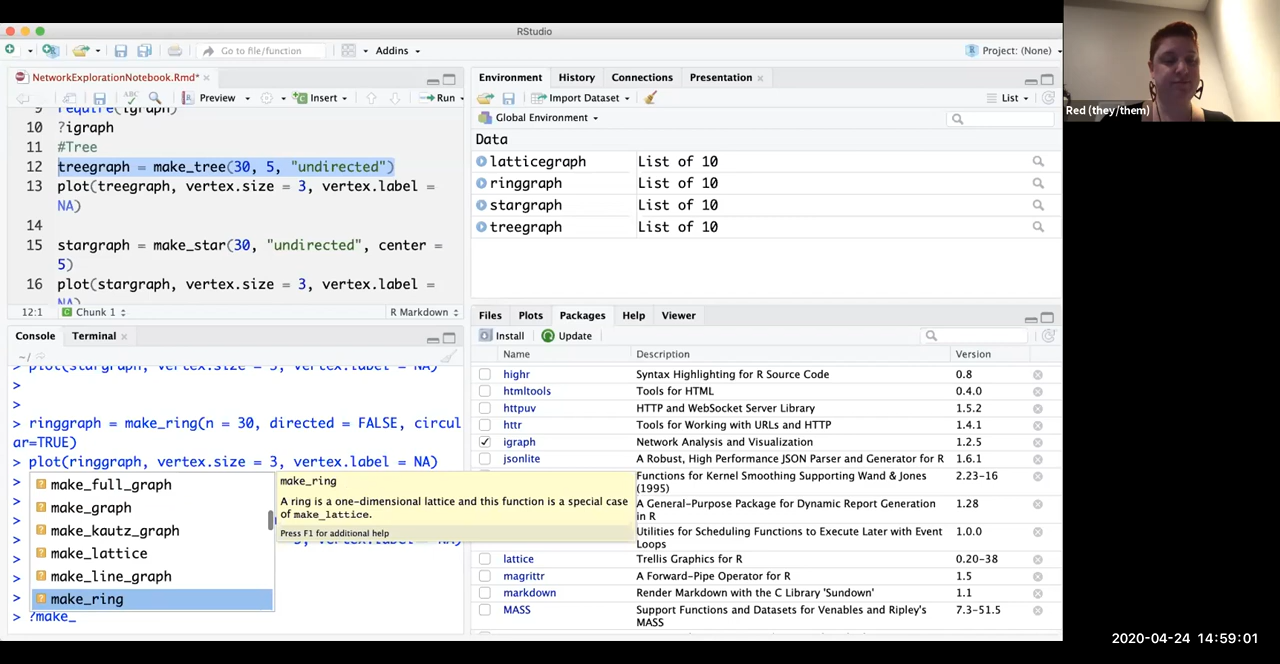 RStudio
Go to file/function
Addins
Project: (None)
NetworkExplorationNotebook.Rmd*
Preview
Insert
Run
9 require(igraph)
10 ?igraph
11 #Tree
12 treegraph = make_tree(30, 5, "undirected")
13 plot(treegraph, vertex.size = 3, vertex.label =
NA)
14
15 stargraph = make_star(30, "undirected", center =
5)
16 plot(stargraph, vertex.size = 3, vertex.label =
NA)
12:1 Chunk 1 R Markdown
Console Terminal
~/
> plot(stargraph, vertex.size = 3, vertex.label = NA)
>
>
> ringgraph = make_ring(n = 30, directed = FALSE, circul
ar=TRUE)
> plot(ringgraph, vertex.size = 3, vertex.label = NA)
>
>
>
>
>
>
make_full_graph
make_graph
make_kautz_graph
make_lattice
make_line_graph
make_ring
> ?make_
make_ring
A ring is a one-dimensional lattice and this function is a special case
of make_lattice.
Press F1 for additional help
Environment History Connections Presentation
Import Dataset
List
Global Environment
Data
latticegraph List of 10
ringgraph List of 10
stargraph List of 10
treegraph List of 10
Files Plots Packages Help Viewer
Install Update
Name Description Version
highr Syntax Highlighting for R Source Code 0.8
htmltools Tools for HTML 0.4.0
httpuv HTTP and WebSocket Server Library 1.5.2
httr Tools for Working with URLs and HTTP 1.4.1
igraph Network Analysis and Visualization 1.2.5
jsonlite A Robust, High Performance JSON Parser and Generator for R 1.6.1
Functions for Kernel Smoothing Supporting Wand & Jones 2.23-16
(1995)
A General-Purpose Package for Dynamic Report Generation 1.28
in R
Utilities for Scheduling Functions to Execute Later with Event 1.0.0
Loops
lattice Trellis Graphics for R 0.20-38
magrittr A Forward-Pipe Operator for R 1.5
markdown Render Markdown with the C Library 'Sundown' 1.1
MASS Support Functions and Datasets for Venables and Ripley's 7.3-51.5
MASS
Red (they/them)
2020-04-24 14:59:01